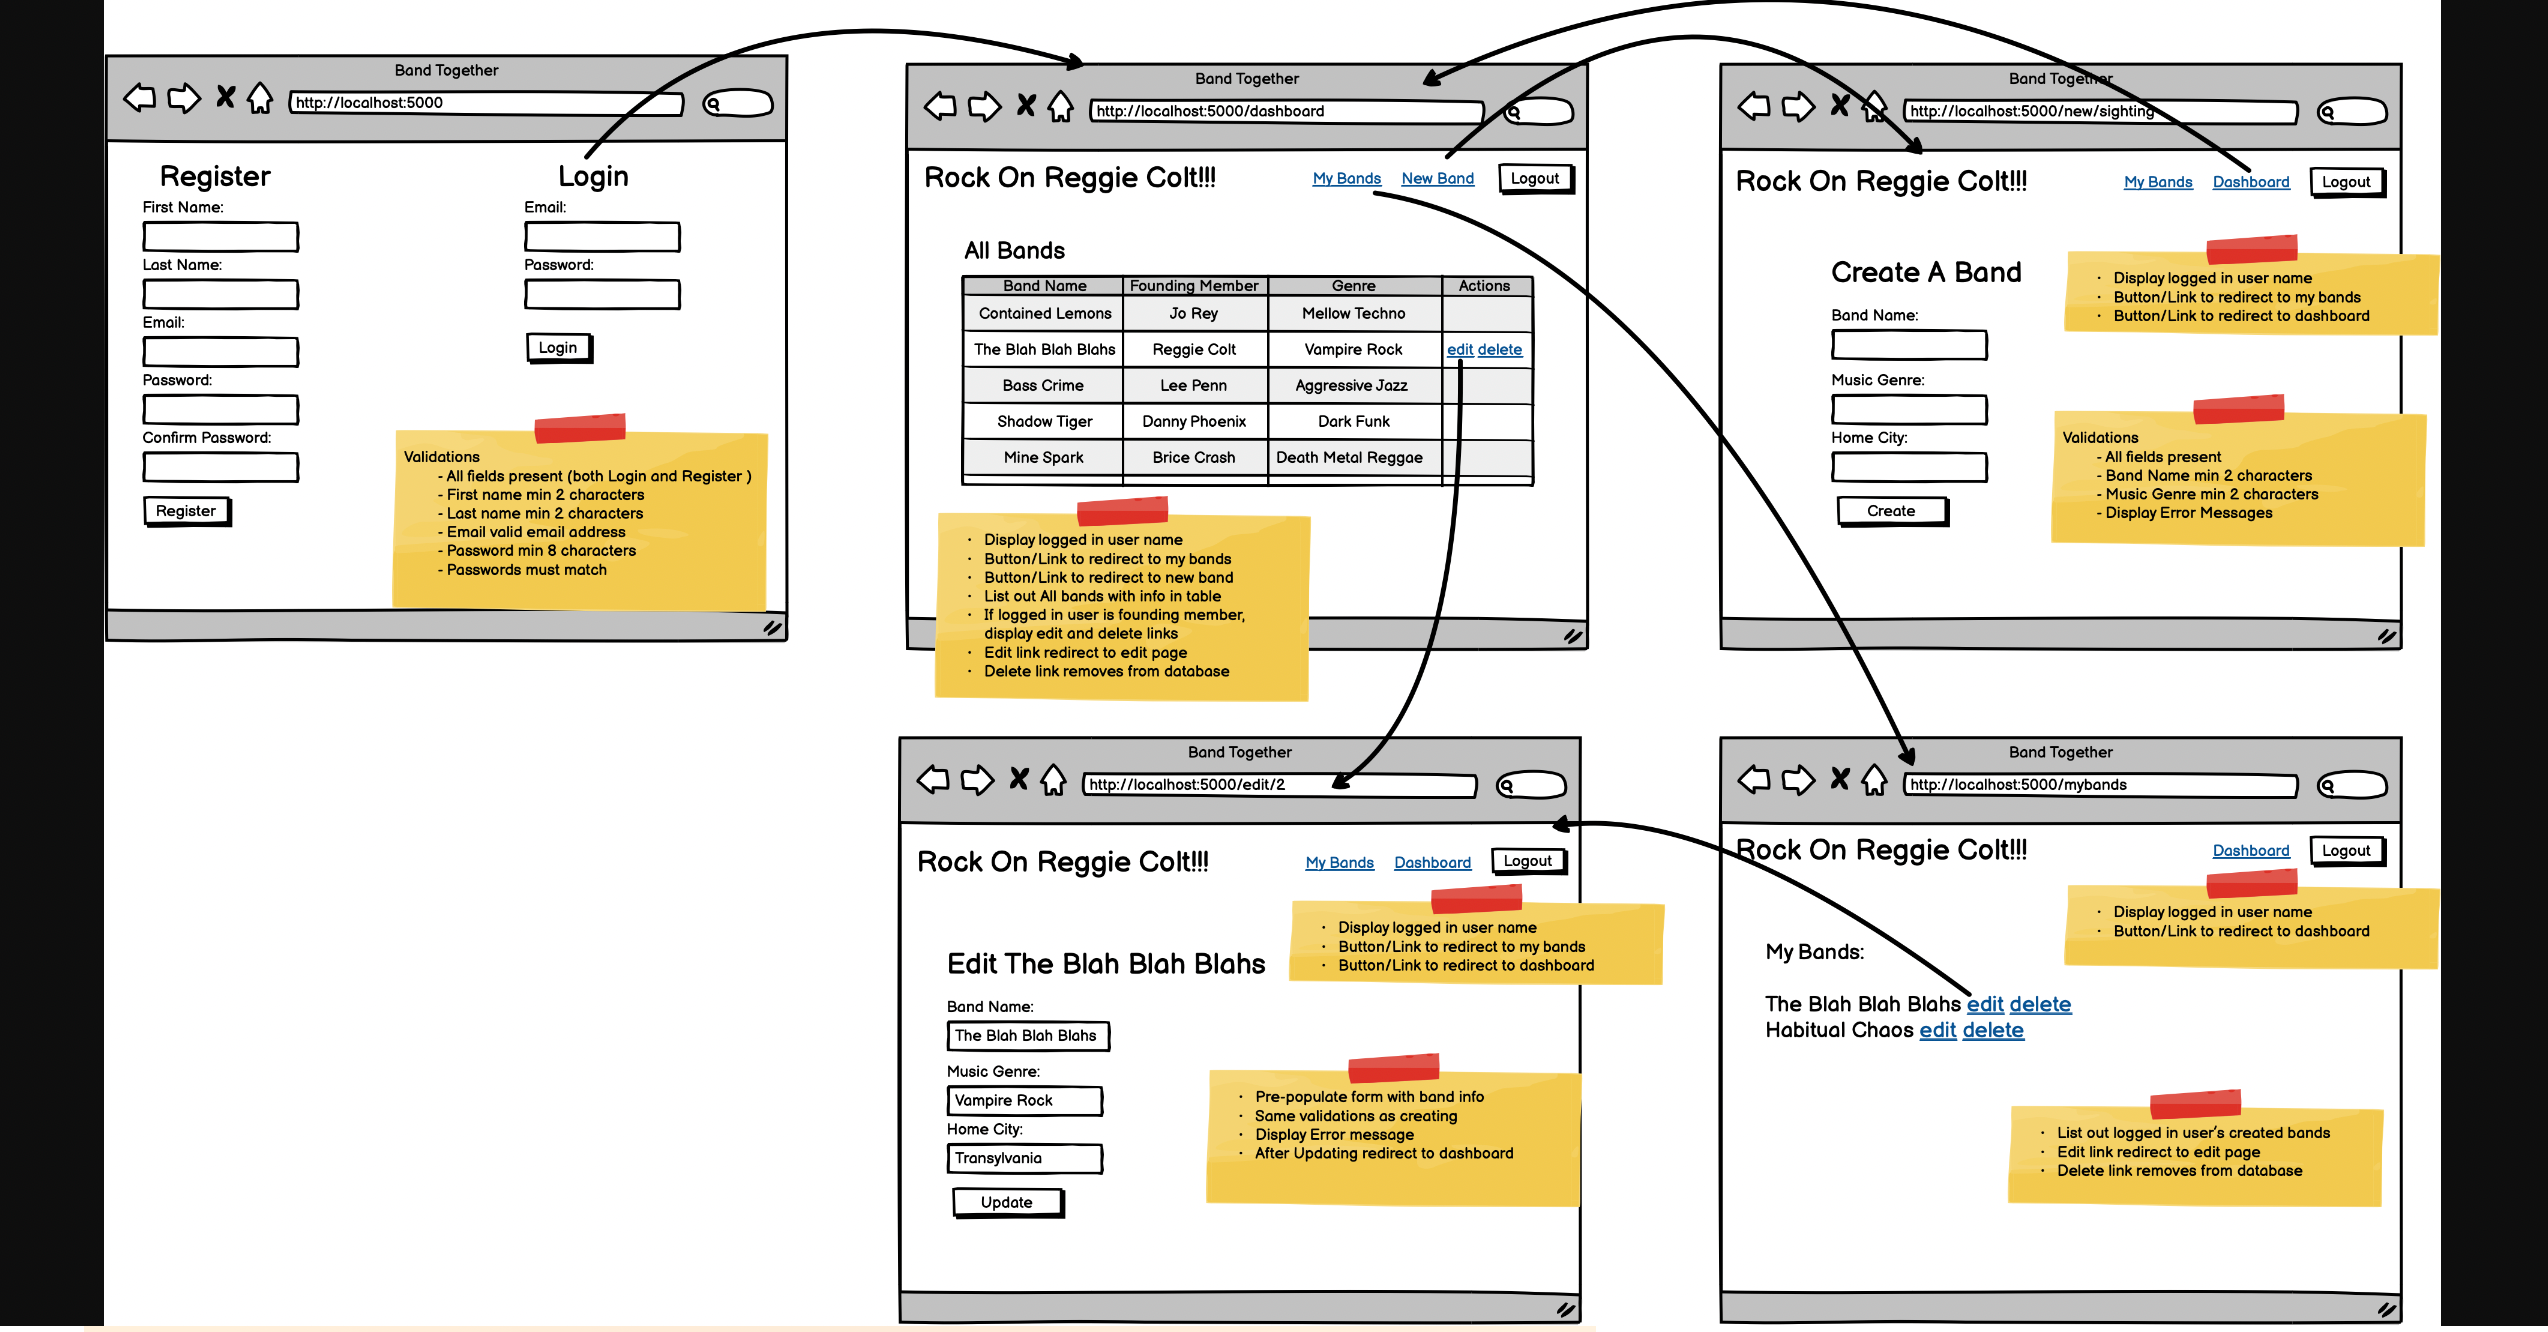 Band Together
http://localhost:5000
Register
First Name:
Last Name:
Email:
Password:
Confirm Password:
Register
Login
Email:
Password:
Login
Validations
- All fields present (both Login and Register )
- First name min 2 characters
- Last name min 2 characters
- Email valid email address
- Password min 8 characters
- Passwords must match
Band Together
http://localhost:5000/dashboard
Rock On Reggie Colt!!! My Bands New Band Logout
All Bands
Band Name Founding Member Genre Actions
Contained Lemons Jo Rey Mellow Techno
The Blah Blah Blahs Reggie Colt Vampire Rock edit delete
Bass Crime Lee Penn Aggressive Jazz
Shadow Tiger Danny Phoenix Dark Funk
Mine Spark Brice Crash Death Metal Reggae
· Display logged in user name
· Button/Link to redirect to my bands
· Button/Link to redirect to new band
· List out All bands with info in table
· If logged in user is founding member,
display edit and delete links
· Edit link redirect to edit page
· Delete link removes from database
Band Together
http://localhost:5000/new/sighting
Rock On Reggie Colt!!! My Bands Dashboard Logout
· Display logged in user name
· Button/Link to redirect to my bands
· Button/Link to redirect to dashboard
Create A Band
Band Name:
Music Genre:
Home City:
Create
Validations
- All fields present
- Band Name min 2 characters
- Music Genre min 2 characters
- Display Error Messages
Band Together
http://localhost:5000/edit/2
Rock On Reggie Colt!!! My Bands Dashboard Logout
· Display logged in user name
· Button/Link to redirect to my bands
· Button/Link to redirect to dashboard
Edit The Blah Blah Blahs
Band Name:
The Blah Blah Blahs
Music Genre:
Vampire Rock
Home City:
Transylvania
Update
· Pre-populate form with band info
· Same validations as creating
· Display Error message
· After Updating redirect to dashboard
Band Together
http://localhost:5000/mybands
Rock On Reggie Colt!!! Dashboard Logout
· Display logged in user name
· Button/Link to redirect to dashboard
My Bands:
The Blah Blah Blahs edit delete
Habitual Chaos edit delete
· List out logged in user's created bands
· Edit link redirect to edit page
· Delete link removes from database